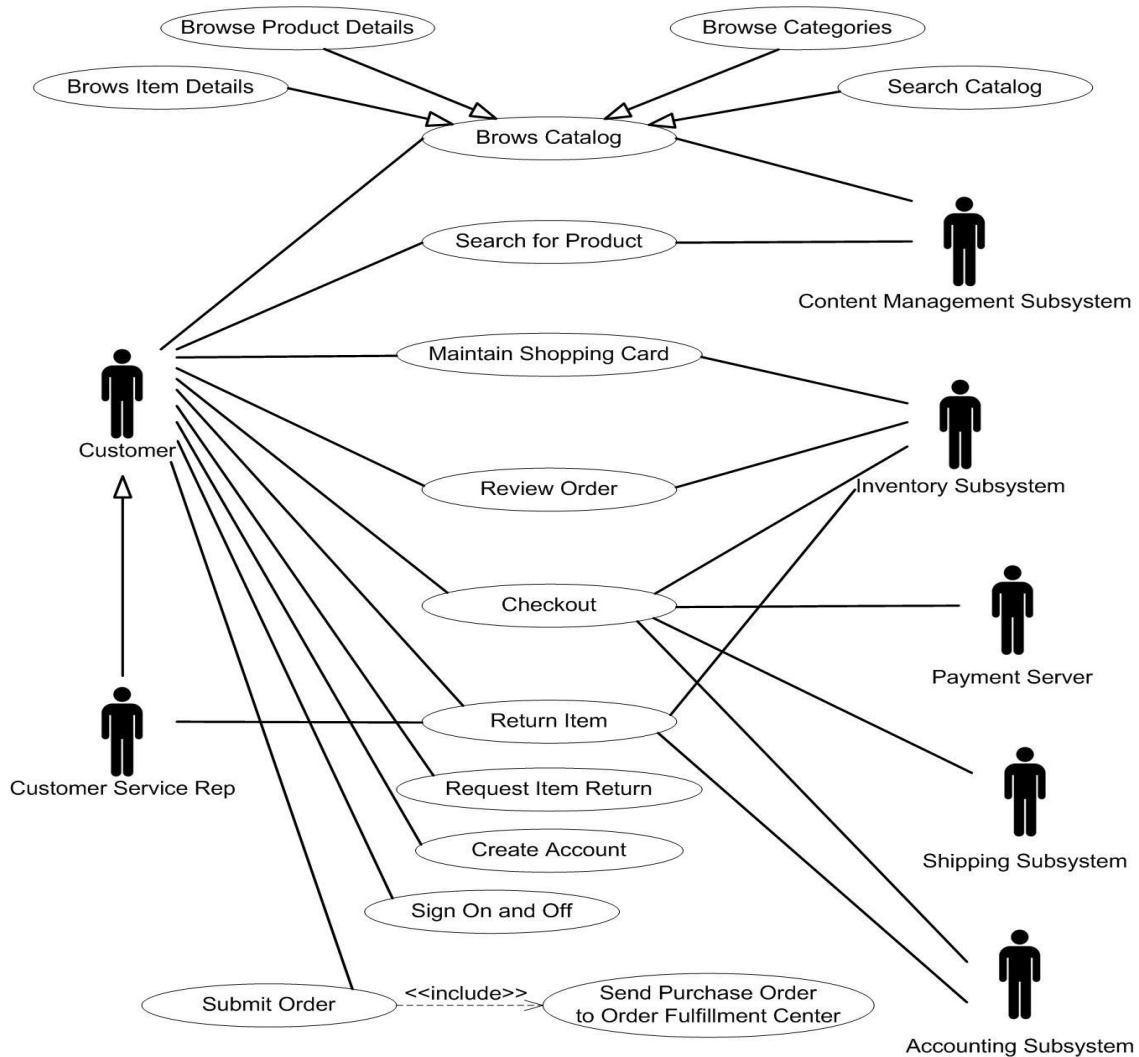 Browse Product Details
Browse Categories
Brows Item Details
Search Catalog
Brows Catalog
Search for Product
Content Management Subsystem
Maintain Shopping Card
Customer
Review Order
Inventory Subsystem
Checkout
Payment Server
Return Item
Customer Service Rep
Request Item Return
Create Account
Shipping Subsystem
Sign On and Off
Submit Order
<<include>>
Send Purchase Order
to Order Fulfillment Center
Accounting Subsystem